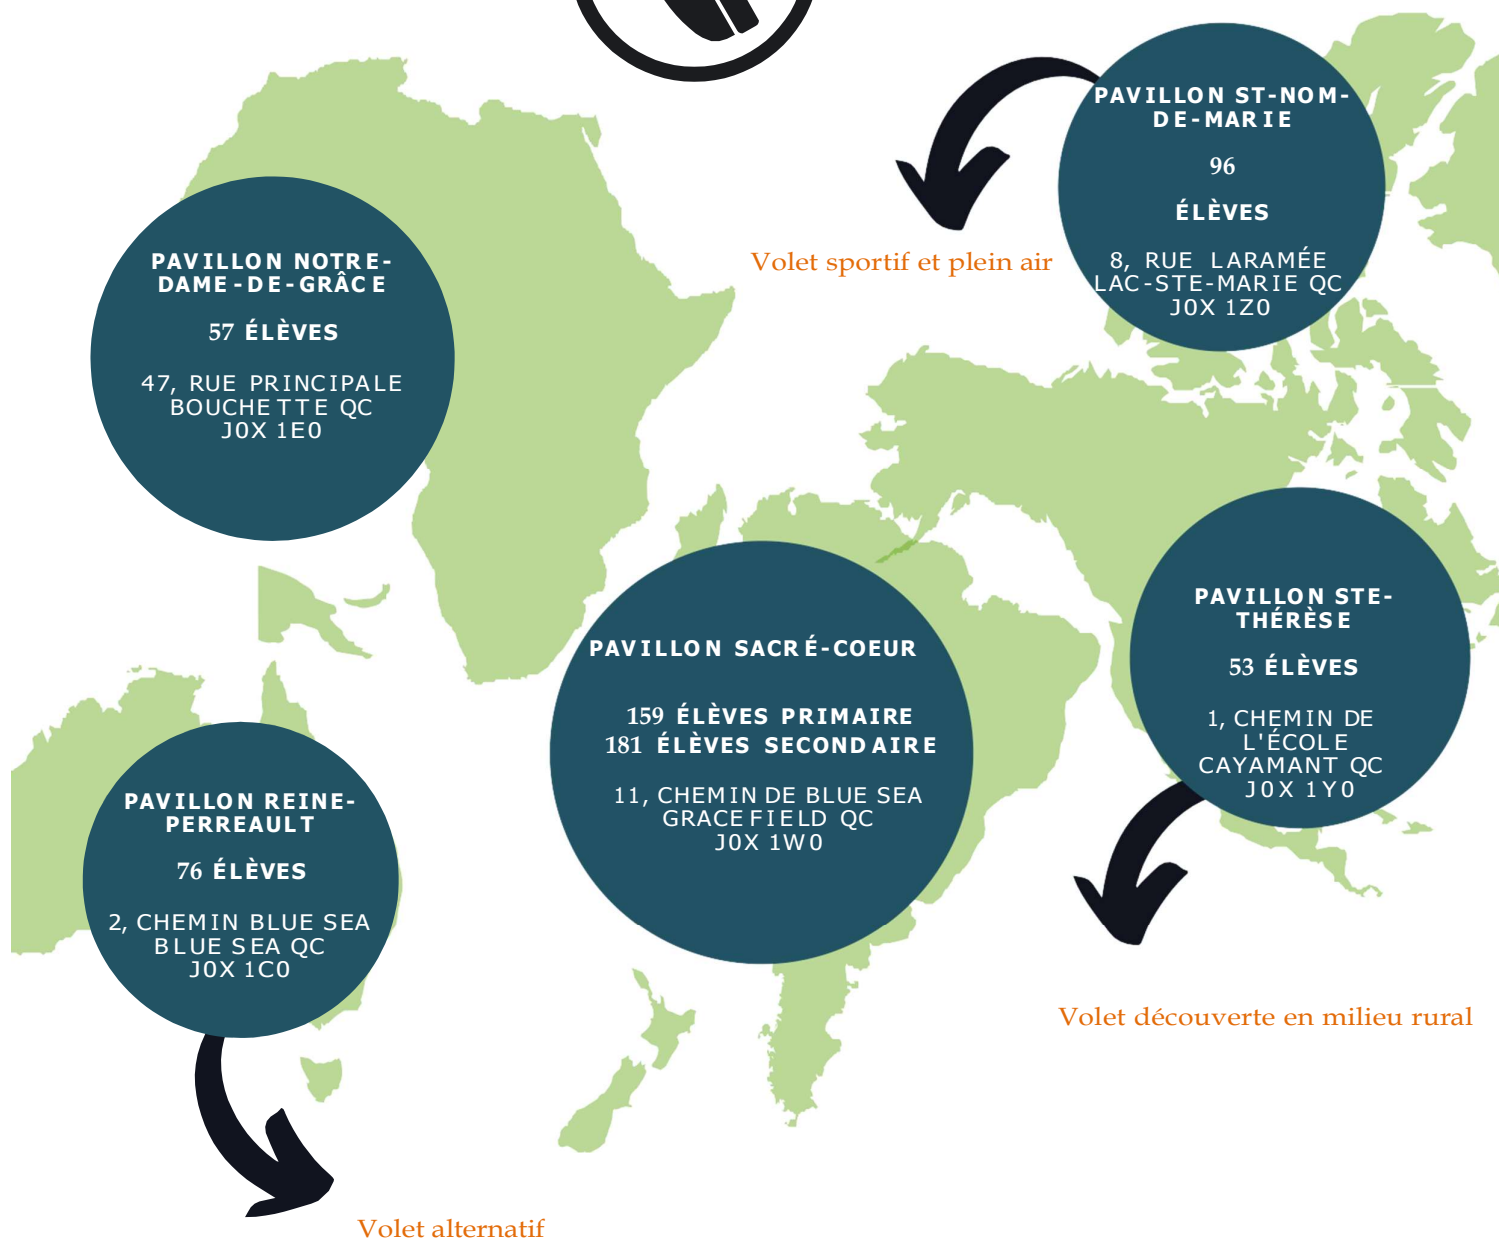 PAVILLON ST-NOM-
DE-MARIE
96
ÉLÈVES
8, RUE LARAMÉE
LAC-STE-MARIE QC
J0X 1Z0
Volet sportif et plein air
PAVILLON NOTRE-
DAME-DE-GRÂCE
57 ÉLÈVES
47, RUE PRINCIPALE
BOUCHETTE QC
J0X 1E0
PAVILLON SACRÉ-COEUR
159 ÉLÈVES PRIMAIRE
181 ÉLÈVES SECONDAIRE
11, CHEMIN DE BLUE SEA
GRACEFIELD QC
J0X 1W0
PAVILLON STE-
THÉRÈSE
53 ÉLÈVES
1, CHEMIN DE
L'ÉCOLE
CAYAMANT QC
J0X 1Y0
Volet découverte en milieu rural
PAVILLON REINE-
PERREAULT
76 ÉLÈVES
2, CHEMIN BLUE SEA
BLUE SEA QC
J0X 1C0
Volet alternatif